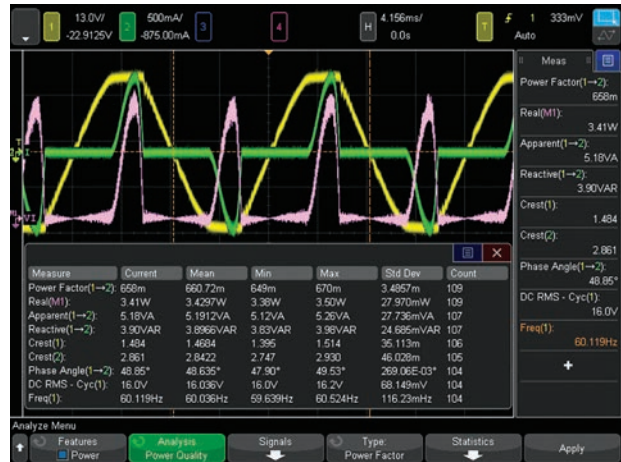 1 13.0V/ -22.9125V 2 500mA/ -875.00mA 3 4 H 4.156ms/ 0.0s T 1 333mV Auto
Meas
Power Factor(1→2):
658m
Real(M1):
3.41W
Apparent(1→2):
5.18VA
Reactive(1→2):
3.90VAR
Crest(1):
1.484
Crest(2):
2.861
Phase Angle(1→2):
48.85°
DC RMS - Cyc(1):
16.0V
Freq(1):
60.119Hz
+
Measure Current Mean Min Max Std Dev Count
Power Factor(1→2): 658m 660.72m 649m 670m 3.4857m 109
Real(M1): 3.41W 3.4297W 3.38W 3.50W 27.970mW 109
Apparent(1→2): 5.18VA 5.1912VA 5.12VA 5.26VA 27.736mVA 107
Reactive(1→2): 3.90VAR 3.8966VAR 3.83VAR 3.98VAR 24.685mVAR 107
Crest(1): 1.484 1.4684 1.395 1.514 35.113m 106
Crest(2): 2.861 2.8422 2.747 2.930 46.028m 105
Phase Angle(1→2): 48.85° 48.635° 47.90° 49.53° 269.06E-03° 104
DC RMS - Cyc(1): 16.0V 16.036V 16.0V 16.2V 68.149mV 104
Freq(1): 60.119Hz 60.036Hz 59.639Hz 60.524Hz 116.23mHz 104
Analyze Menu
Features Power
Analysis Power Quality
Signals
Type: Power Factor
Statistics
Apply